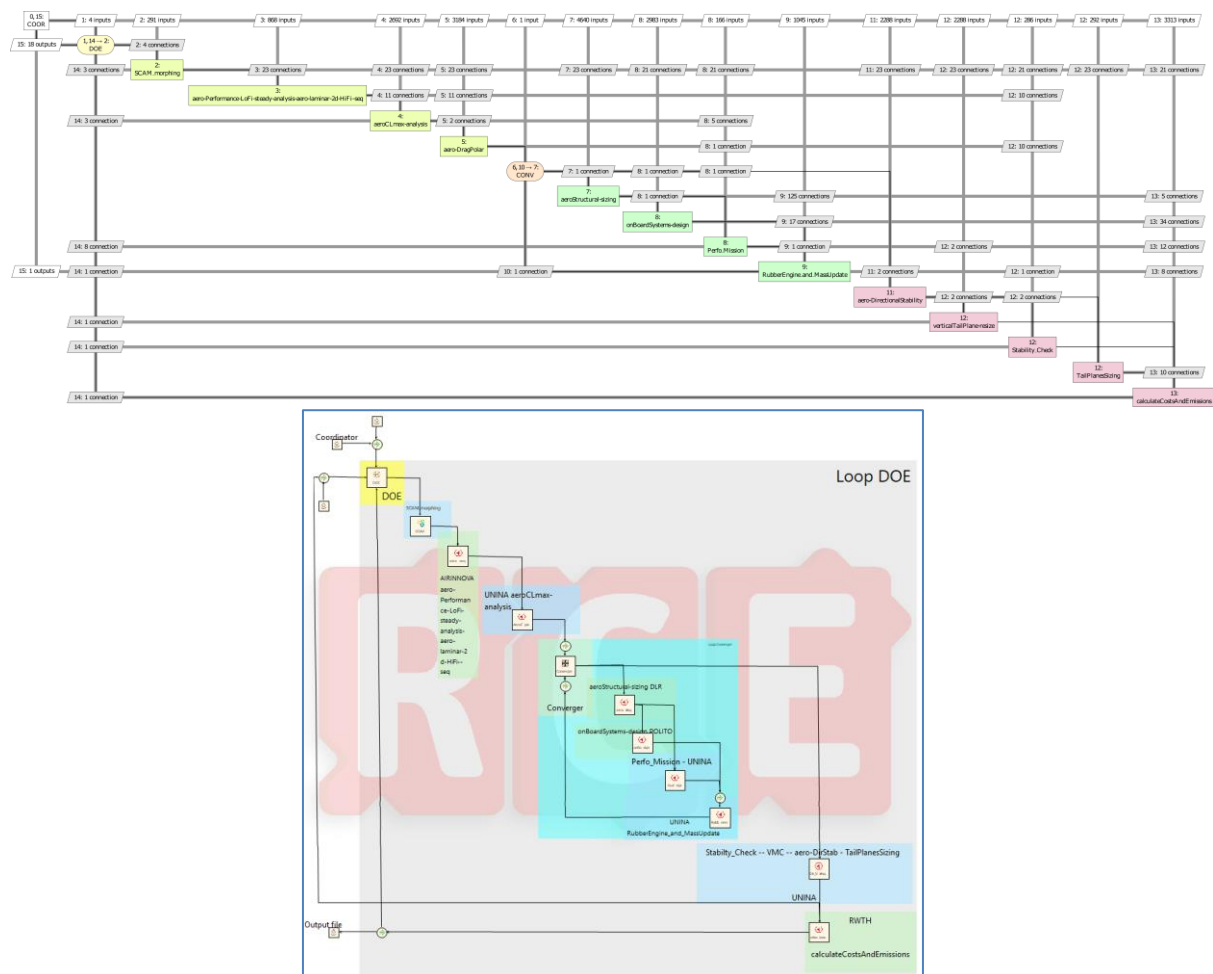 0, 15:
COOR
1: 4 inputs
2: 291 inputs
3: 868 inputs
4: 2692 inputs
5: 3184 inputs
6: 1 input
7: 4640 inputs
8: 2983 inputs
8: 166 inputs
9: 1045 inputs
11: 2288 inputs
12: 2288 inputs
12: 286 inputs
12: 292 inputs
13: 3313 inputs
15: 18 outputs
1, 14 → 2:
DOE
2: 4 connections
14: 3 connections
2:
SCAM.morphing
3: 23 connections
4: 23 connections
5: 23 connections
7: 23 connections
8: 21 connections
8: 21 connections
11: 23 connections
12: 23 connections
12: 21 connections
12: 23 connections
13: 21 connections
3:
aero-Performance-LoFi-steady-analysis-aero-laminar-2d-HiFi-seq
4: 11 connections
5: 11 connections
12: 10 connections
14: 3 connections
4:
aeroCLmax-analysis
5: 2 connections
8: 5 connections
5:
aero-DragPolar
8: 1 connection
12: 10 connections
6, 10 → 7:
CONV
7: 1 connection
8: 1 connection
8: 1 connection
7:
aeroStructural-sizing
8: 1 connection
9: 125 connections
13: 5 connections
8:
onBoardSystems-design
9: 17 connections
13: 34 connections
14: 8 connections
8:
Perfo.Mission
9: 1 connection
12: 2 connections
13: 12 connections
15: 1 outputs
14: 1 connection
10: 1 connection
9:
RubberEngine.and.MassUpdate
11: 2 connections
12: 1 connection
13: 8 connections
11:
aero-DirectionalStability
12: 2 connections
12: 2 connections
14: 1 connection
12:
verticalTailPlane-resize
14: 1 connection
12:
Stability_Check
12:
TailPlanesSizing
13: 10 connections
14: 1 connection
13:
calculateCostsAndEmissions
Coordinator
Loop DOE
DOE
SCAM.morphing
AIRINNOVA
aero-
Performan
ce-LoFi-
steady-
analysis-
aero-
laminar-2
d-HiFi--
seq
UNINA aeroCLmax-
analysis
RCE
aeroStructural-sizing DLR
Converger
onBoardSystems-design POLITO
Perfo_Mission - UNINA
UNINA
RubberEngine_and_MassUpdate
Stabilty_Check -- VMC -- aero-DirStab - TailPlanesSizing
UNINA
RWTH
Output file
calculateCostsAndEmissions